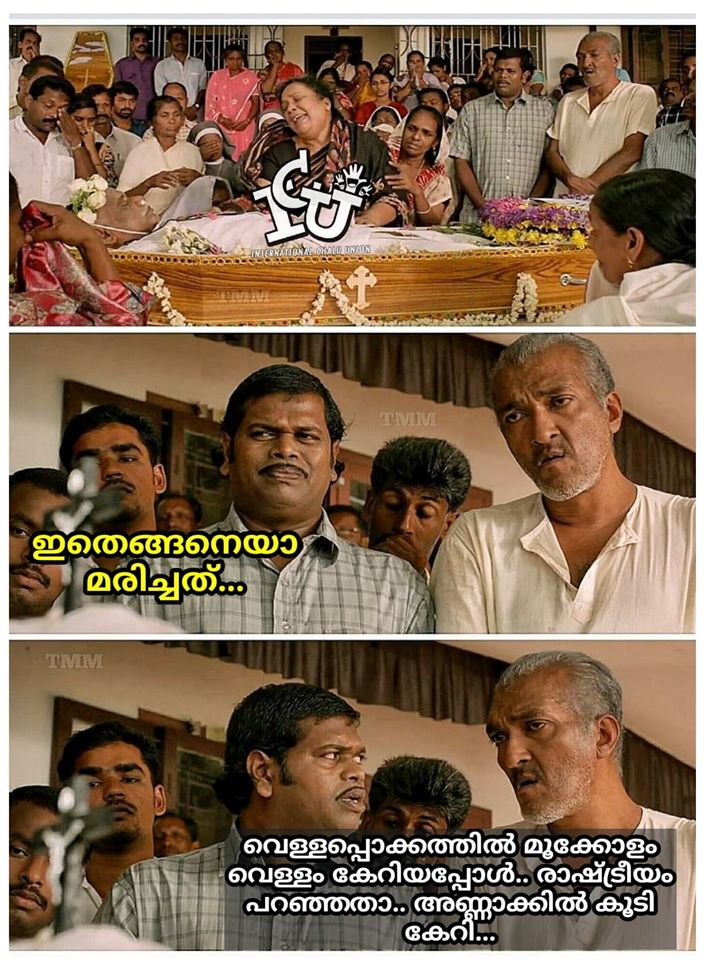 ICU
INTERNATIONAL CHALU UNION
TMM
TMM
ഇതെങ്ങനെയാ
മരിച്ചത്...
TMM
വെള്ളപ്പൊക്കത്തിൽ മൂക്കോളം
വെള്ളം കേറിയപ്പോൾ.. രാഷ്ട്രീയം
പറഞ്ഞതാ.. അണ്ണാക്കിൽ കൂടി
കേറി...